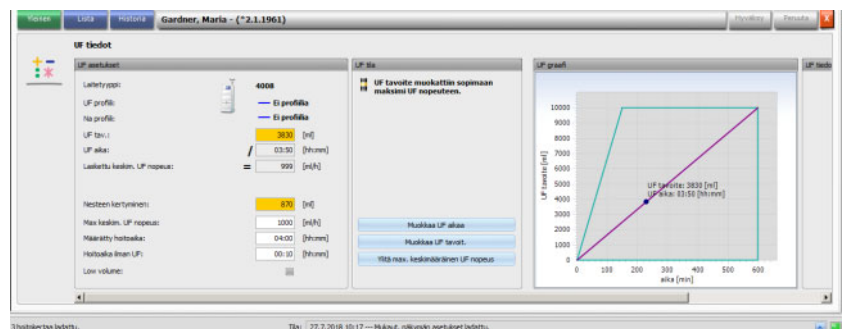 Yleinen Lista Historia Gardner, Maria - (*2.1.1961) Hyväksy Peruuta X
UF tiedot
UF asetukset
Laitetyyppi: 4008
UF profiili: Ei profiilia
Na profiili: Ei profiilia
UF tav.: 3830 [ml]
UF aika: / 03:50 [hh:mm]
Laskettu keskim. UF nopeus: = 999 [ml/h]
Nesteen kertyminen: 870 [ml]
Max keskim. UF nopeus: 1000 [ml/h]
Määrätty hoitoaika: 04:00 [hh:mm]
Hoitoaika ilman UF: 00:10 [hh:mm]
Low volume:
UF tila
UF tavoite muokattiin sopimaan
maksimi UF nopeuteen.
Muokkaa UF aikaa
Muokkaa UF tavoit.
Ylitä max. keskimääräinen UF nopeus
UF graafi
UF tavoite [ml]
10000
9000
8000
7000
6000
5000
4000
3000
2000
1000
0
UF tavoite: 3830 [ml]
UF aika: 03:50 [hh:mm]
0 100 200 300 400 500 600
aika [min]
UF tiedo
3 hoitokertaa ladattu. Tila: 27.7.2018 10:17 --- Mukaut. näkymän asetukset ladattu.